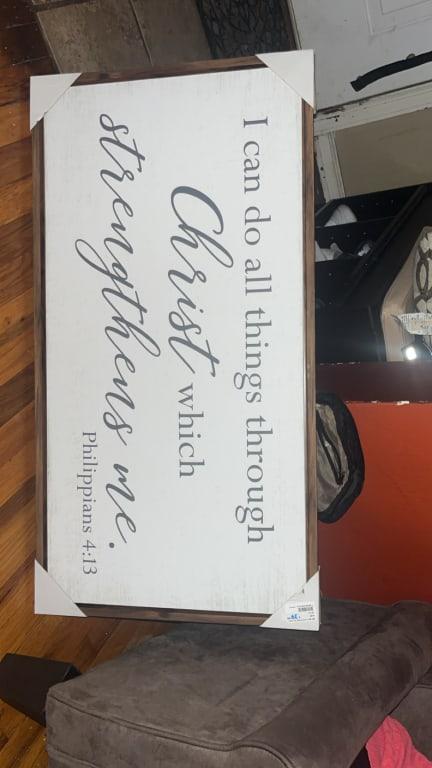 I can do all things through
Christ which
strengthens me.
Philippians 4:13